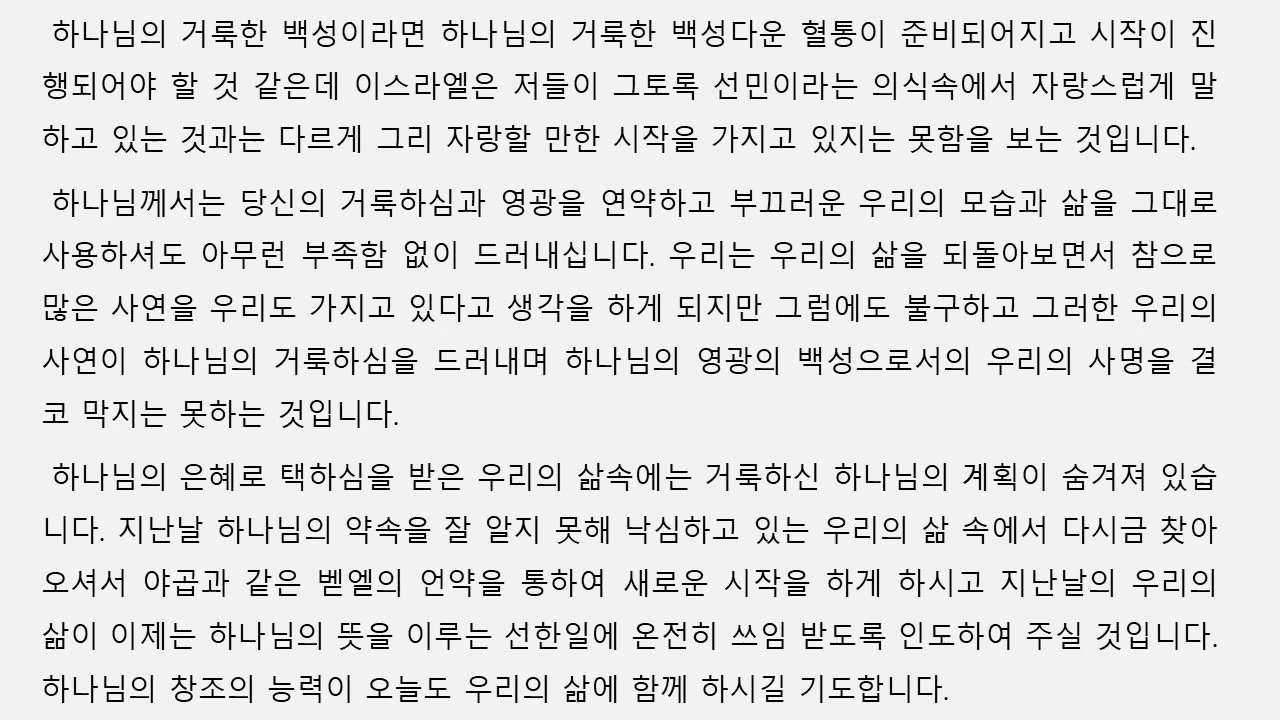 하나님의 거룩한 백성이라면 하나님의 거룩한 백성다운 혈통이 준비되어지고 시작이 진
행되어야 할 것 같은데 이스라엘은 저들이 그토록 선민이라는 의식속에서 자랑스럽게 말
하고 있는 것과는 다르게 그리 자랑할 만한 시작을 가지고 있지는 못함을 보는 것입니다.
하나님께서는 당신의 거룩하심과 영광을 연약하고 부끄러운 우리의 모습과 삶을 그대로
사용하셔도 아무런 부족함 없이 드러내십니다. 우리는 우리의 삶을 되돌아보면서 참으로
많은 사연을 우리도 가지고 있다고 생각을 하게 되지만 그럼에도 불구하고 그러한 우리의
사연이 하나님의 거룩하심을 드러내며 하나님의 영광의 백성으로서의 우리의 사명을 결
코 막지는 못하는 것입니다.
하나님의 은혜로 택하심을 받은 우리의 삶속에는 거룩하신 하나님의 계획이 숨겨져 있습
니다. 지난날 하나님의 약속을 잘 알지 못해 낙심하고 있는 우리의 삶 속에서 다시금 찾아
오셔서 야곱과 같은 벧엘의 언약을 통하여 새로운 시작을 하게 하시고 지난날의 우리의
삶이 이제는 하나님의 뜻을 이루는 선한일에 온전히 쓰임 받도록 인도하여 주실 것입니다.
하나님의 창조의 능력이 오늘도 우리의 삶에 함께 하시길 기도합니다.